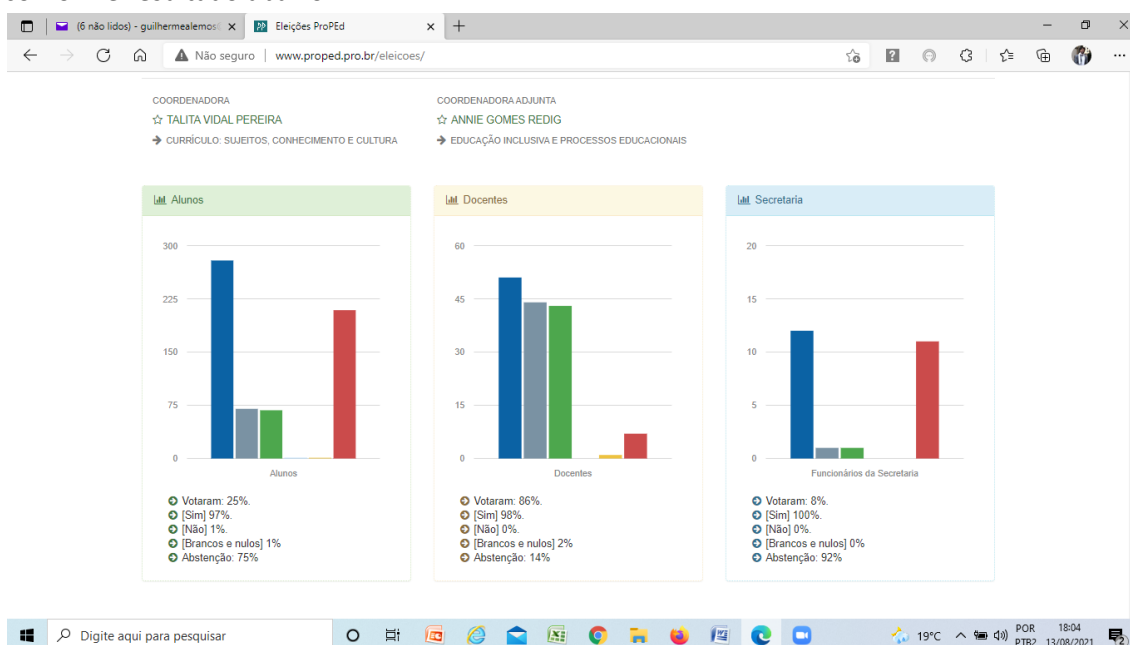 (6 não lidos) - guilhermealemos
Eleições ProPEd
Não seguro | www.proped.pro.br/eleicoes/
COORDENADORA
TALITA VIDAL PEREIRA
CURRÍCULO: SUJEITOS, CONHECIMENTO E CULTURA
COORDENADORA ADJUNTA
ANNIE GOMES REDIG
EDUCAÇÃO INCLUSIVA E PROCESSOS EDUCACIONAIS
Alunos
300
225
150
75
0
Alunos
Votaram: 25%.
[Sim] 97%.
[Não] 1%.
[Brancos e nulos] 1%
Abstenção: 75%
Docentes
60
45
30
15
0
Docentes
Votaram: 86%.
[Sim] 98%.
[Não] 0%.
[Brancos e nulos] 2%
Abstenção: 14%
Secretaria
20
15
10
5
0
Funcionários da Secretaria
Votaram: 8%.
[Sim] 100%.
[Não] 0%.
[Brancos e nulos] 0%
Abstenção: 92%
Digite aqui para pesquisar
19°C
POR
PTB2
18:04
13/08/2021
2